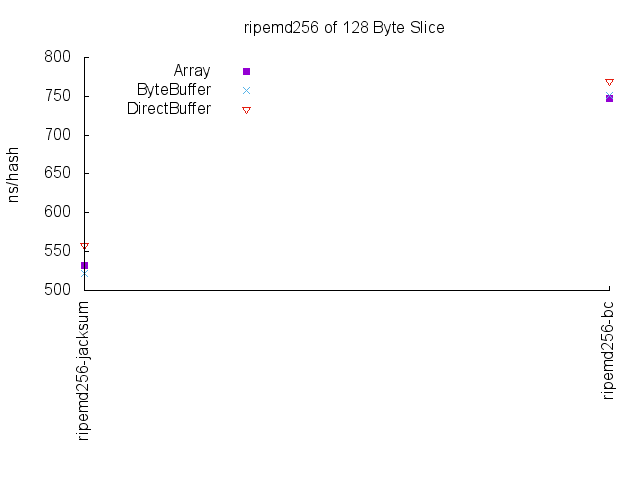 ripemd256 of 128 Byte Slice
800
750
700
650
600
550
500
ns/hash
Array
ByteBuffer
DirectBuffer
ripemd256-jacksum
ripemd256-bc